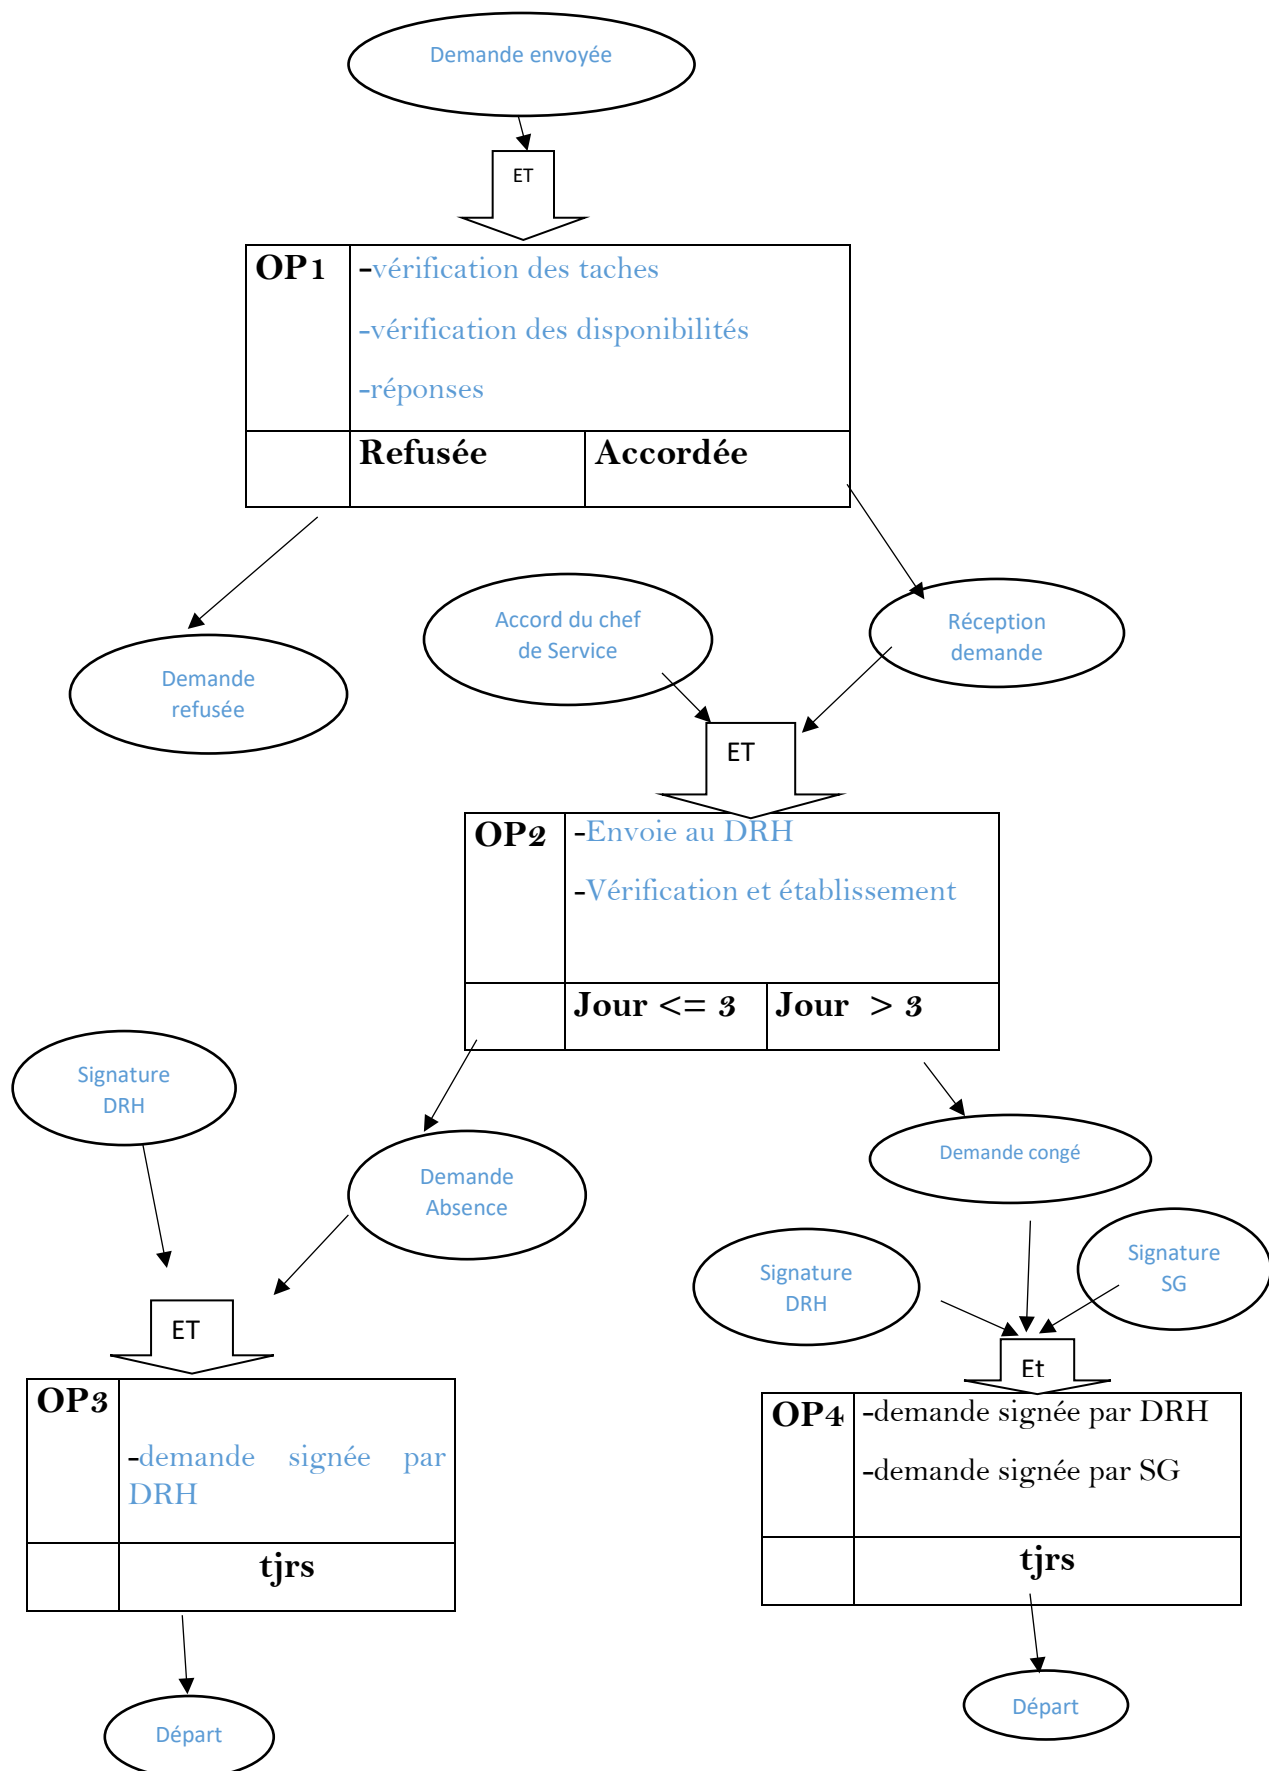 Demande envoyée
ET
OP1
-vérification des taches
-vérification des disponibilités
-réponses
Refusée
Accordée
Accord du chef
de Service
Réception
demande
Demande
refusée
ET
OP2
-Envoie au DRH
-Vérification et établissement
Jour <= 3
Jour > 3
Signature
DRH
Demande
Absence
Demande congé
Signature
DRH
Signature
SG
ET
Et
OP3
-demande signée par
DRH
tjrs
OP4
-demande signée par DRH
-demande signée par SG
tjrs
Départ
Départ